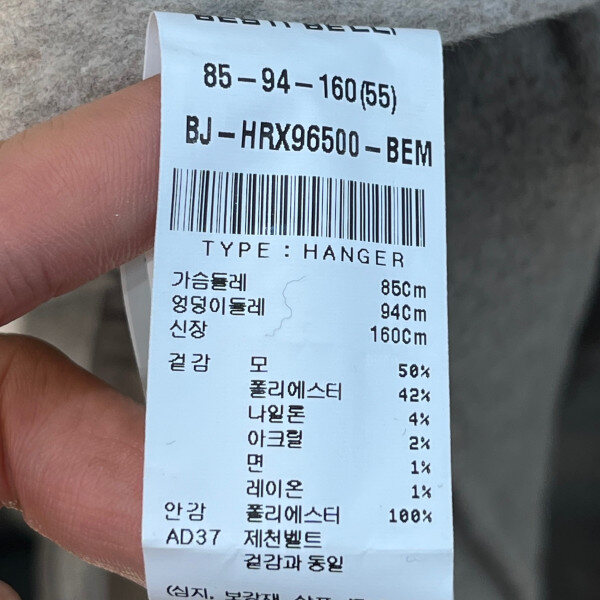 85-94-160(55)
BJ-HRX96500-BEM
TYPE : HANGER
가슴둘레 85Cm
엉덩이둘레 94Cm
신장 160Cm
겉감 모 50%
폴리에스터 42%
나일론 4%
아크릴 2%
면 1%
레이온 1%
안감 폴리에스터 100%
AD37 제천벨트
겉감과 동일